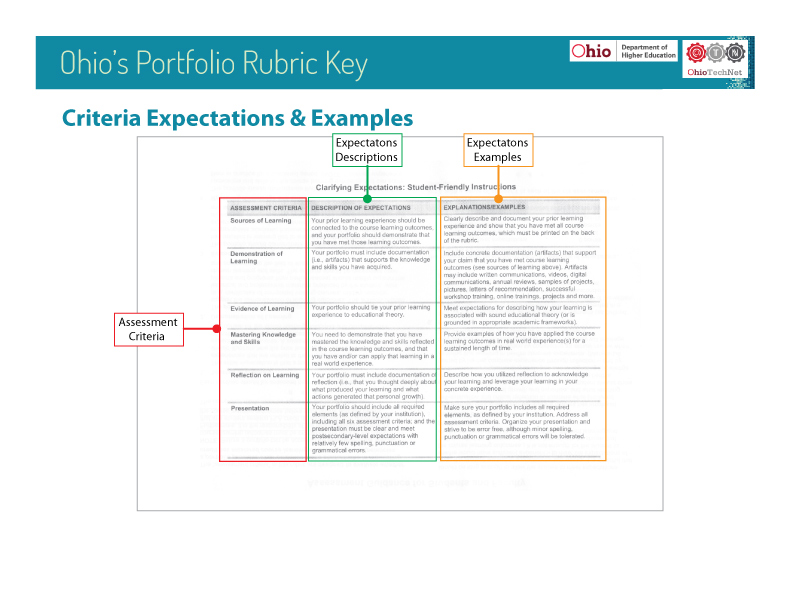 Ohio's Portfolio Rubric Key
Ohio
Department of
Higher Education
O T N
OhioTechNet
Criteria Expectations & Examples
Expectatons
Descriptions
Expectatons
Examples
Clarifying Expectations: Student-Friendly Instructions
ASSESSMENT CRITERIA
DESCRIPTION OF EXPECTATIONS
EXPLANATIONS/EXAMPLES
Sources of Learning
Your prior learning experience should be
connected to the course learning outcomes,
and your portfolio should demonstrate that
you have met those learning outcomes.
Clearly describe and document your prior learning
experience and show that you have met all course
learning outcomes, which must be printed on the back
of the rubric.
Demonstration of
Learning
Your portfolio must include documentation
(i.e., artifacts) that supports the knowledge
and skills you have acquired.
Include concrete documentation (artifacts) that support
your claim that you have met course learning
outcomes (see sources of learning above). Artifacts
may include written communications, videos, digital
communications, annual reviews, samples of projects,
pictures, letters of recommendation, successful
workshop training, online trainings, projects and more.
Evidence of Learning
Your portfolio should tie your prior learning
experience to educational theory.
Meet expectations for describing how your learning is
associated with sound educational theory (or is
grounded in appropriate academic frameworks).
Assessment
Criteria
Mastering Knowledge
and Skills
You need to demonstrate that you have
mastered the knowledge and skills reflected
in the course learning outcomes, and that
you have and/or can apply that learning in a
real world experience.
Provide examples of how you have applied the course
learning outcomes in real world experience(s) for a
sustained length of time.
Reflection on Learning
Your portfolio must include documentation of
reflection (i.e., that you thought deeply about
what produced your learning and what
actions generated that personal growth).
Describe how you utilized reflection to acknowledge
your learning and leverage your learning in your
concrete experience.
Presentation
Your portfolio should include all required
elements (as defined by your institution),
including all six assessment criteria; and the
presentation must be clear and meet
postsecondary-level expectations with
relatively few spelling, punctuation or
grammatical errors.
Make sure your portfolio includes all required
elements, as defined by your institution. Address all
assessment criteria. Organize your presentation and
strive to be error free, although minor spelling,
punctuation or grammatical errors will be tolerated.